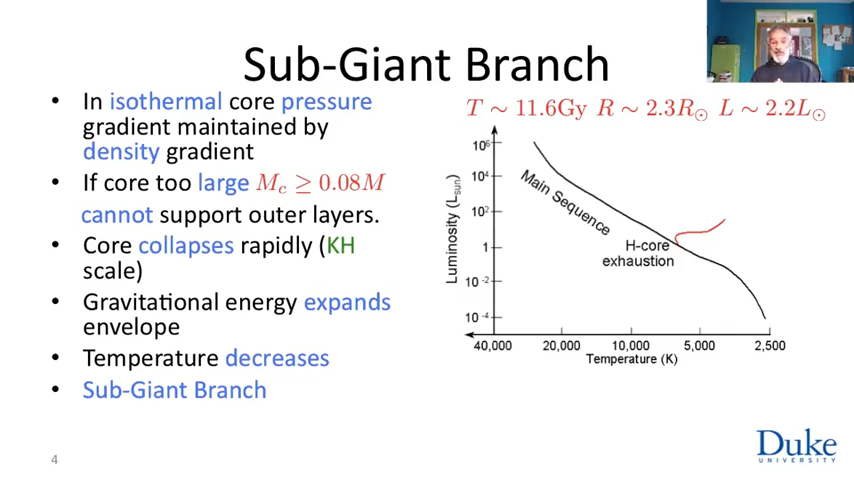 Sub-Giant Branch
• In isothermal core pressure
gradient maintained by
density gradient
• If core too large M_c ≥ 0.08M
cannot support outer layers.
• Core collapses rapidly (KH
scale)
• Gravitational energy expands
envelope
• Temperature decreases
• Sub-Giant Branch
T ∼ 11.6Gy R ∼ 2.3R⊙ L ∼ 2.2L⊙
10⁶
10⁴
10²
1
10⁻²
10⁻⁴
Luminosity (Lsun)
Main Sequence
H-core
exhaustion
40,000 20,000 10,000 5,000 2,500
Temperature (K)
4
Duke
UNIVERSITY